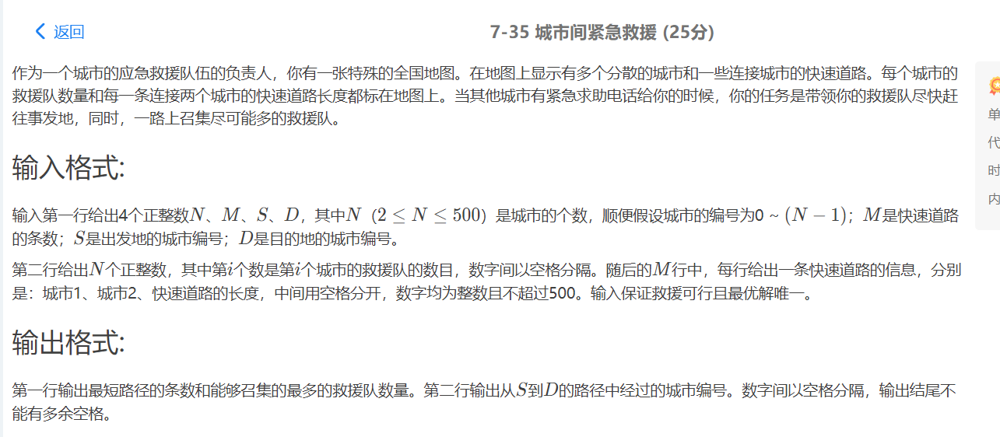 返回
7-35 城市间紧急救援 (25分)
作为一个城市的应急救援队伍的负责人，你有一张特殊的全国地图。在地图上显示有多个分散的城市和一些连接城市的快速道路。每个城市的
救援队数量和每一条连接两个城市的快速道路长度都标在地图上。当其他城市有紧急求助电话给你的时候，你的任务是带领你的救援队尽快赶
往事发地，同时，一路上召集尽可能多的救援队。
输入格式:
输入第一行给出4个正整数N、M、S、D，其中N（2 ≤ N ≤ 500）是城市的个数，顺便假设城市的编号为0 ~ (N − 1)；M是快速道路
的条数；S是出发地的城市编号；D是目的地的城市编号。
第二行给出N个正整数，其中第i个数是第i个城市的救援队的数目，数字间以空格分隔。随后的M行中，每行给出一条快速道路的信息，分别
是：城市1、城市2、快速道路的长度，中间用空格分开，数字均为整数且不超过500。输入保证救援可行且最优解唯一。
输出格式:
第一行输出最短路径的条数和能够召集的最多的救援队数量。第二行输出从S到D的路径中经过的城市编号。数字间以空格分隔，输出结尾不
能有多余空格。
单
代
时
内